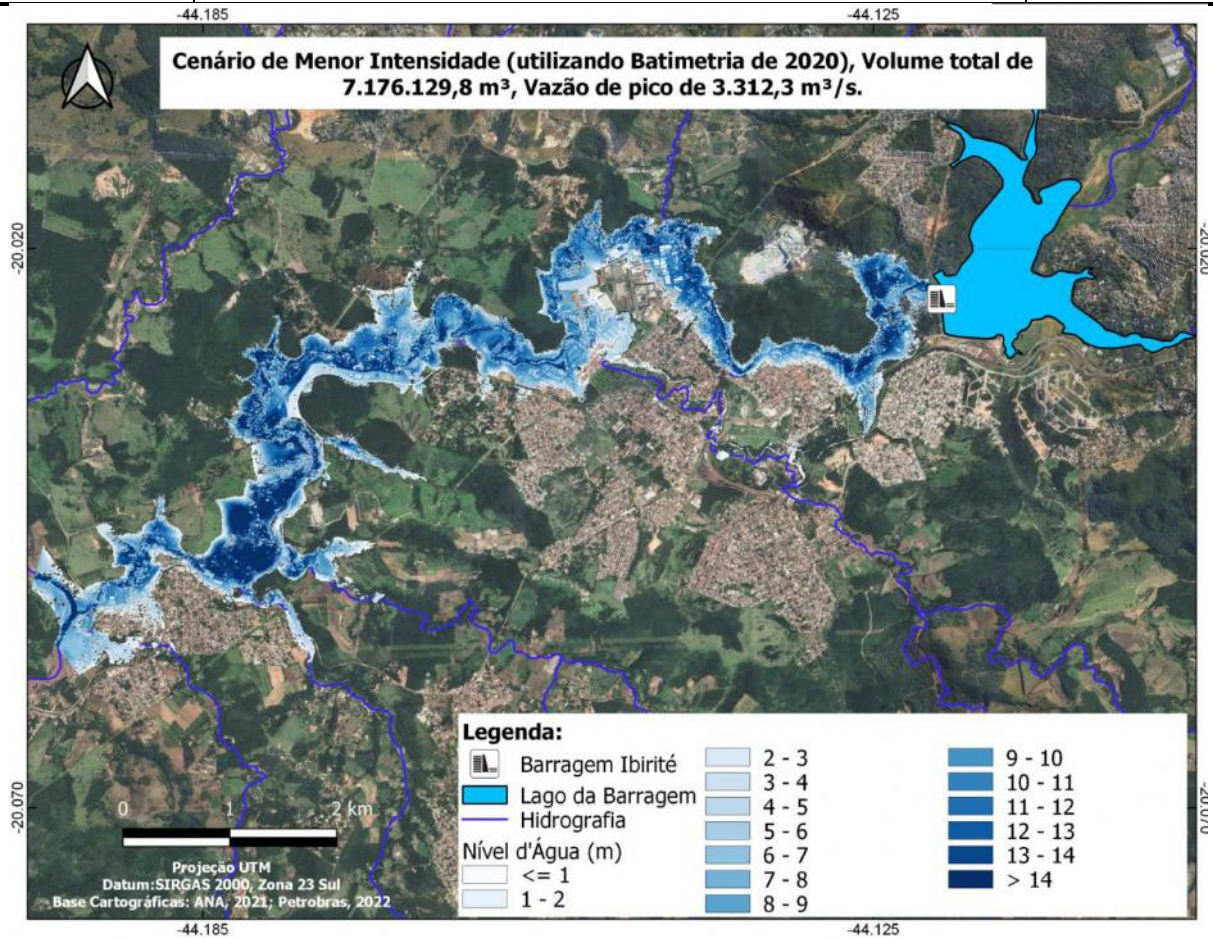 -44.185
-44.125
Cenário de Menor Intensidade (utilizando Batimetria de 2020), Volume total de
7.176.129,8 m³, Vazão de pico de 3.312,3 m³/s.
-20.020
-20.020
Legenda:
Barragem Ibirité
Lago da Barragem
Hidrografia
Nível d'Água (m)
<= 1
1 - 2
2 - 3
3 - 4
4 - 5
5 - 6
6 - 7
7 - 8
8 - 9
9 - 10
10 - 11
11 - 12
12 - 13
13 - 14
> 14
-20.070
-20.070
0 1 2 km
Projeção UTM
Datum:SIRGAS 2000, Zona 23 Sul
Base Cartográficas: ANA, 2021; Petrobras, 2022
-44.185
-44.125